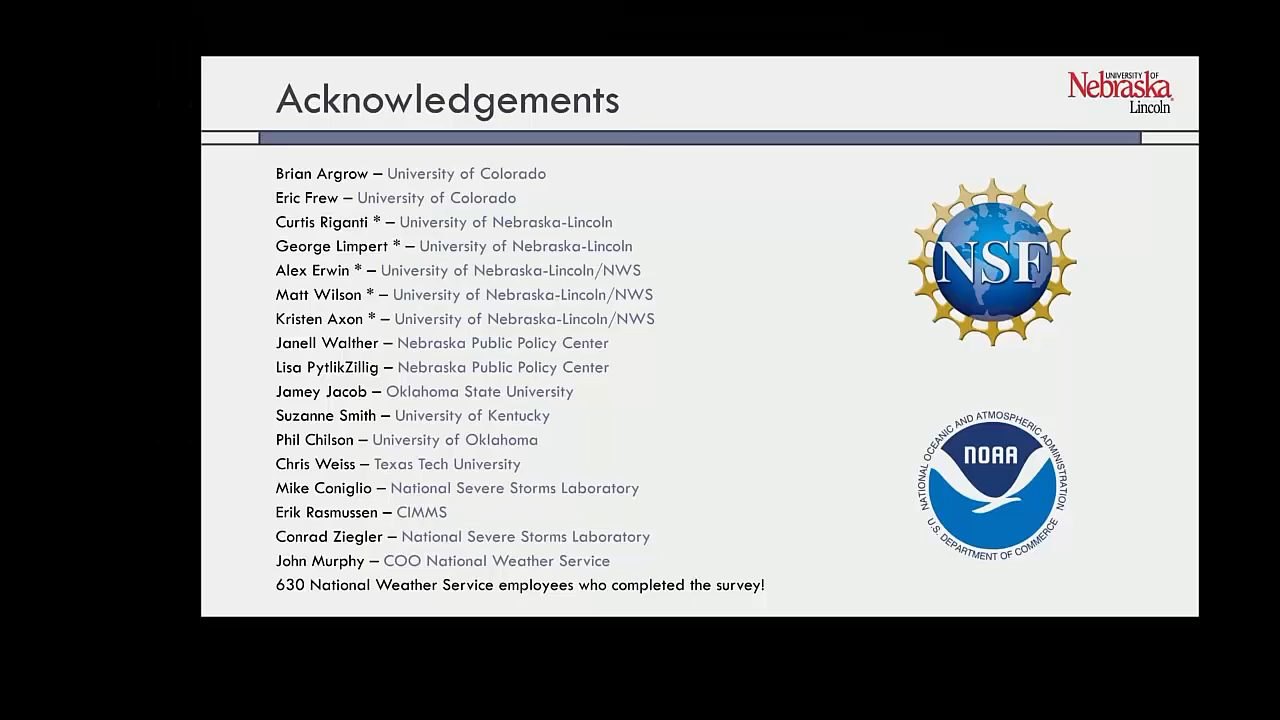 Acknowledgements
UNIVERSITY OF
Nebraska
Lincoln
Brian Argrow – University of Colorado
Eric Frew – University of Colorado
Curtis Riganti * – University of Nebraska-Lincoln
George Limpert * – University of Nebraska-Lincoln
Alex Erwin * – University of Nebraska-Lincoln/NWS
Matt Wilson * – University of Nebraska-Lincoln/NWS
Kristen Axon * – University of Nebraska-Lincoln/NWS
Janell Walther – Nebraska Public Policy Center
Lisa PytlikZillig – Nebraska Public Policy Center
Jamey Jacob – Oklahoma State University
Suzanne Smith – University of Kentucky
Phil Chilson – University of Oklahoma
Chris Weiss – Texas Tech University
Mike Coniglio – National Severe Storms Laboratory
Erik Rasmussen – CIMMS
Conrad Ziegler – National Severe Storms Laboratory
John Murphy – COO National Weather Service
630 National Weather Service employees who completed the survey!
NSF
NATIONAL OCEANIC AND ATMOSPHERIC ADMINISTRATION
NOAA
U.S. DEPARTMENT OF COMMERCE